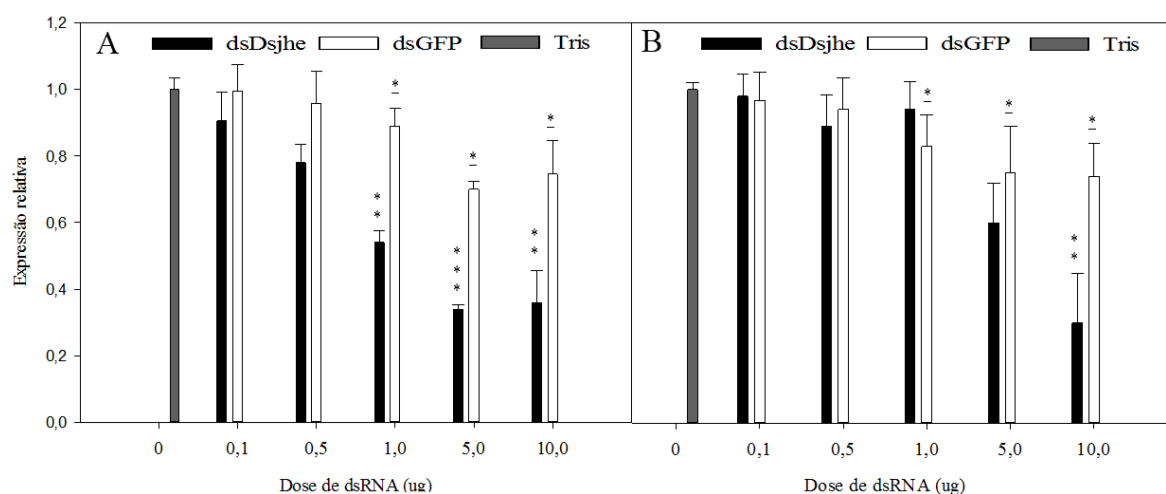 1,2
A
dsDsjhe
dsGFP
Tris
B
dsDsjhe
dsGFP
Tris
1,0
0,8
0,6
0,4
0,2
0,0
Expressão relativa
* * *
* *
* * *
* *
* * *
* * *
* *
0 0,1 0,5 1,0 5,0 10,0
0 0,1 0,5 1,0 5,0 10,0
Dose de dsRNA (ug)
Dose de dsRNA (ug)